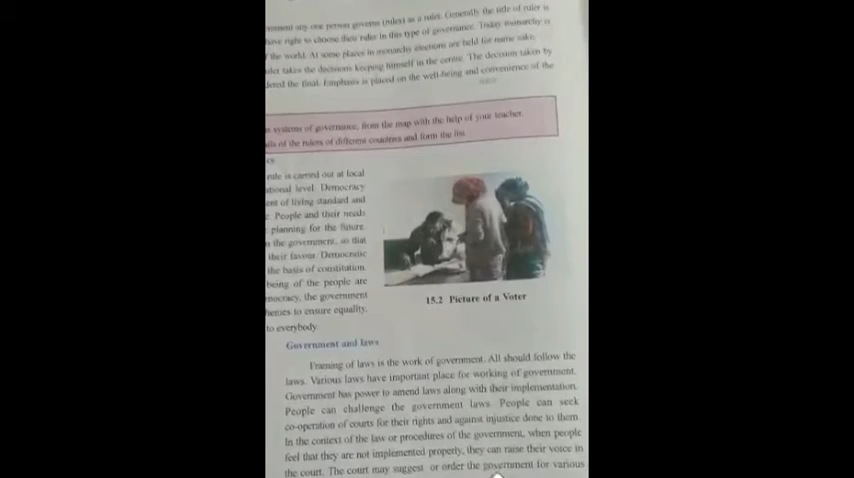 ernment any one person governs (rules) as a ruler. Generally the title of ruler is
have right to choose their ruler in this type of governance. Today monarchy is
f the world. At some places in monarchy elections are held for name sake.
uler takes the decisions keeping himself in the centre. The decision taken by
dered the final. Emphasis is placed on the well-being and convenience of the
systems of governance, from the map with the help of your teacher.
ails of the rulers of different countries and form the list.
cy
rule is carried out at local
ational level. Democracy
ent of living standard and
e. People and their needs
planning for the future.
n the government, so that
their favour. Democratic
the basis of constitution.
being of the people are
mocracy, the government
hemes to ensure equality,
to everybody.
15.2 Picture of a Voter
Government and laws
Framing of laws is the work of government. All should follow the
laws. Various laws have important place for working of government.
Government has power to amend laws along with their implementation.
People can challenge the government laws. People can seek
co-operation of courts for their rights and against injustice done to them.
In the context of the law or procedures of the government, when people
feel that they are not implemented properly, they can raise their voice in
the court. The court may suggest or order the government for various